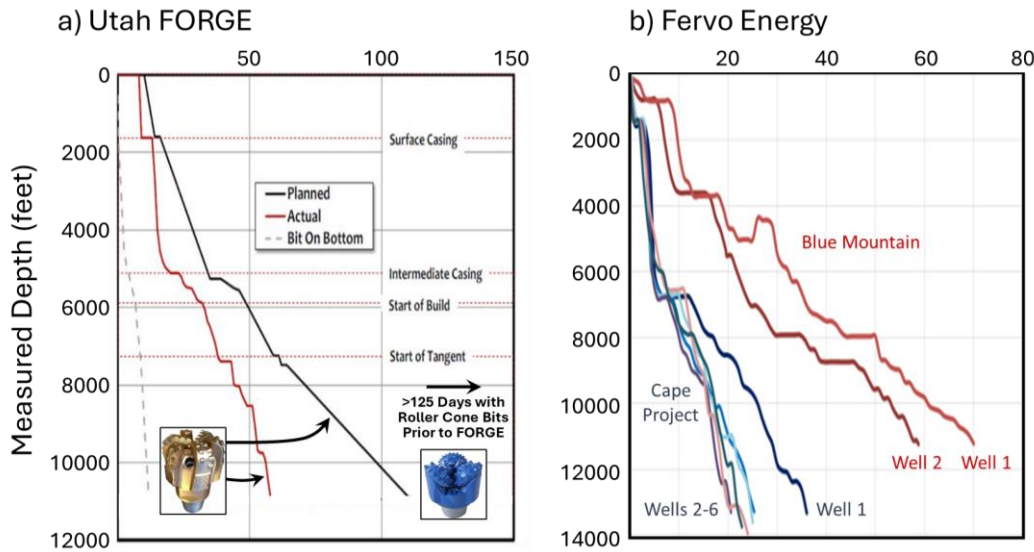 a) Utah FORGE
0
50
100
150
Measured Depth (feet)
0
2000
4000
6000
8000
10000
12000
Surface Casing
Planned
Actual
Bit On Bottom
Intermediate Casing
Start of Build
Start of Tangent
>125 Days with
Roller Cone Bits
Prior to FORGE
b) Fervo Energy
0
20
40
60
80
0
2000
4000
6000
8000
10000
12000
14000
Blue Mountain
Cape
Project
Well 2
Well 1
Wells 2-6
Well 1